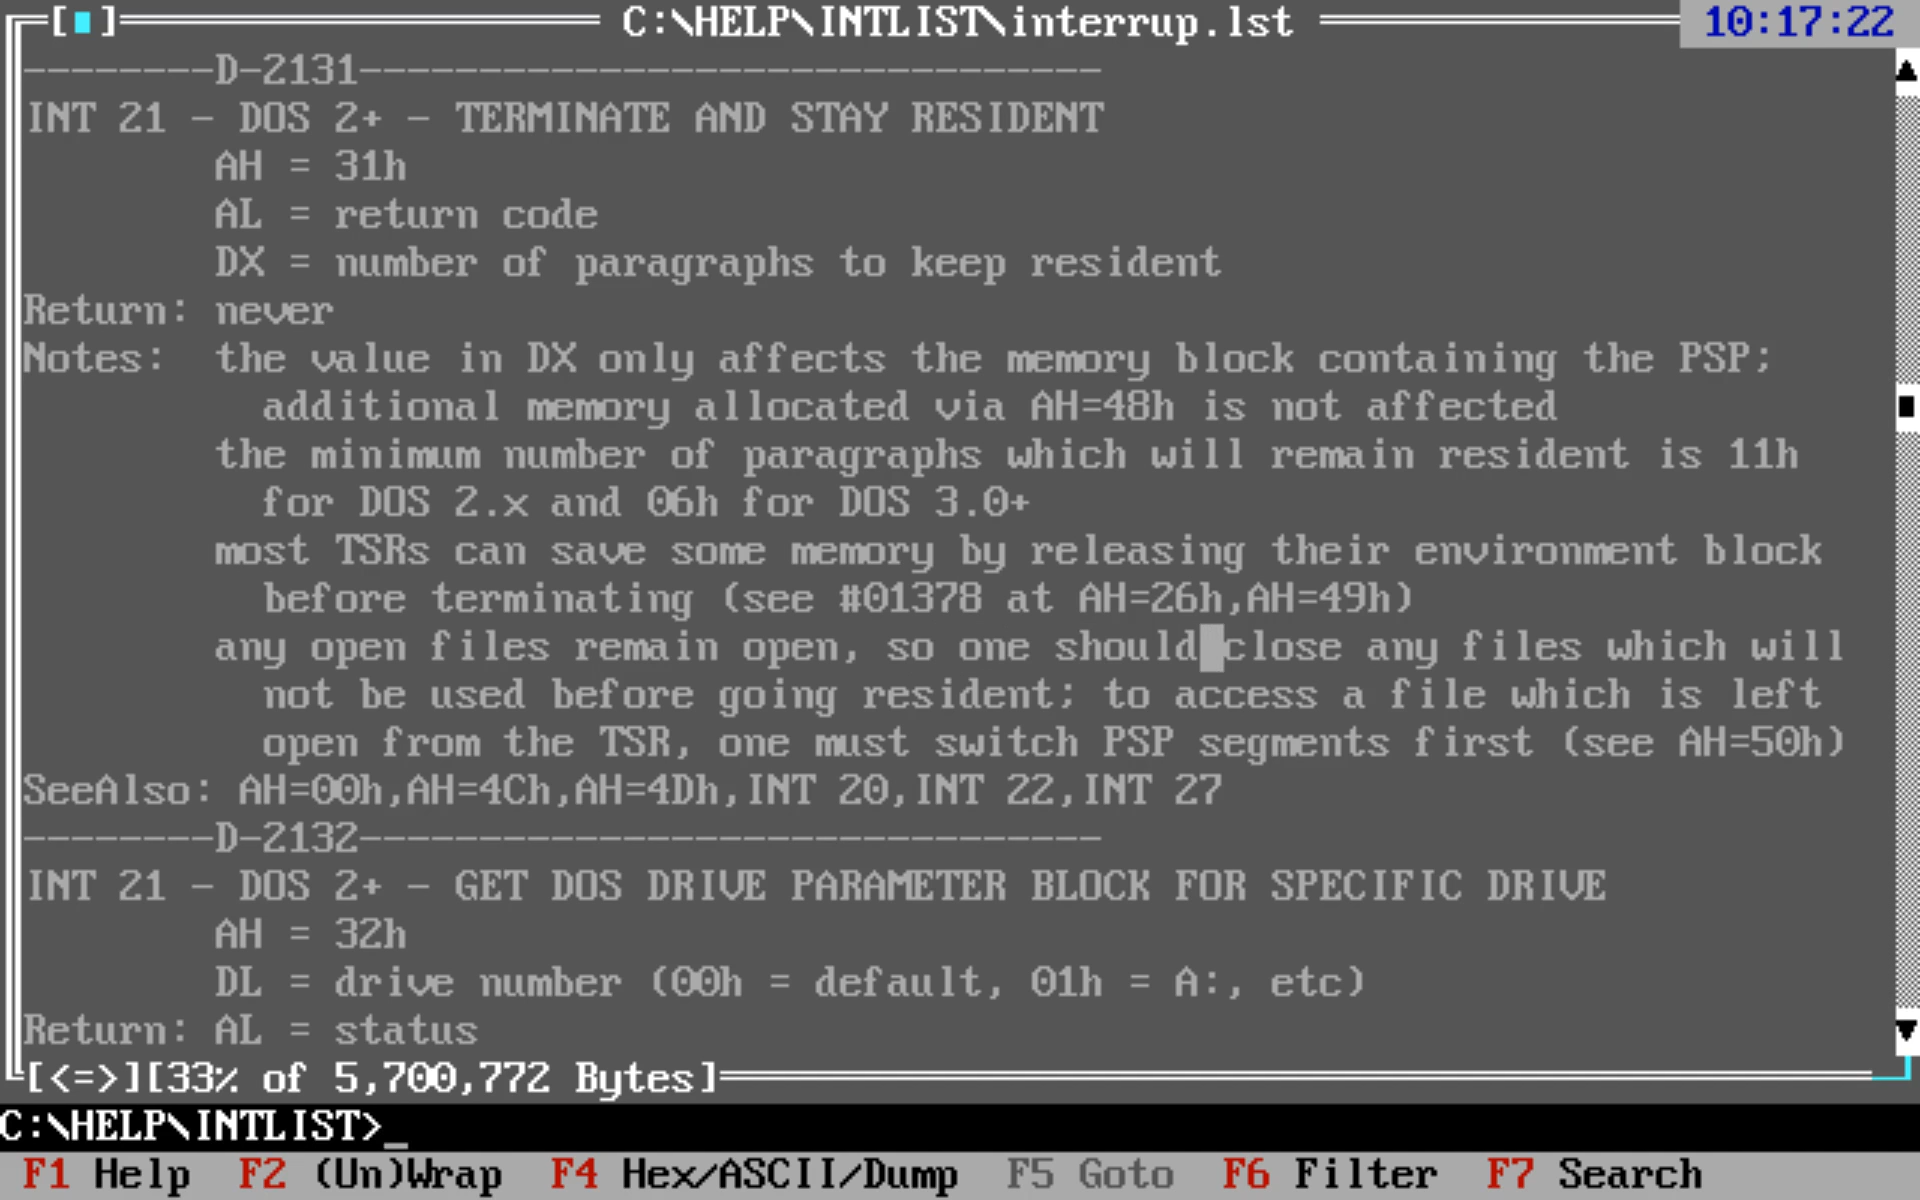 [■] C:\HELP\INTLIST\interrup.lst 10:17:22
--------D-2131-------------------------------
INT 21 - DOS 2+ - TERMINATE AND STAY RESIDENT
AH = 31h
AL = return code
DX = number of paragraphs to keep resident
Return: never
Notes: the value in DX only affects the memory block containing the PSP;
additional memory allocated via AH=48h is not affected
the minimum number of paragraphs which will remain resident is 11h
for DOS 2.x and 06h for DOS 3.0+
most TSRs can save some memory by releasing their environment block
before terminating (see #01378 at AH=26h,AH=49h)
any open files remain open, so one should close any files which will
not be used before going resident; to access a file which is left
open from the TSR, one must switch PSP segments first (see AH=50h)
SeeAlso: AH=00h,AH=4Ch,AH=4Dh,INT 20,INT 22,INT 27
--------D-2132-------------------------------
INT 21 - DOS 2+ - GET DOS DRIVE PARAMETER BLOCK FOR SPECIFIC DRIVE
AH = 32h
DL = drive number (00h = default, 01h = A:, etc)
Return: AL = status
[<=>][33% of 5,700,772 Bytes]
C:\HELP\INTLIST>_
F1 Help F2 (Un)Wrap F4 Hex/ASCII/Dump F5 Goto F6 Filter F7 Search